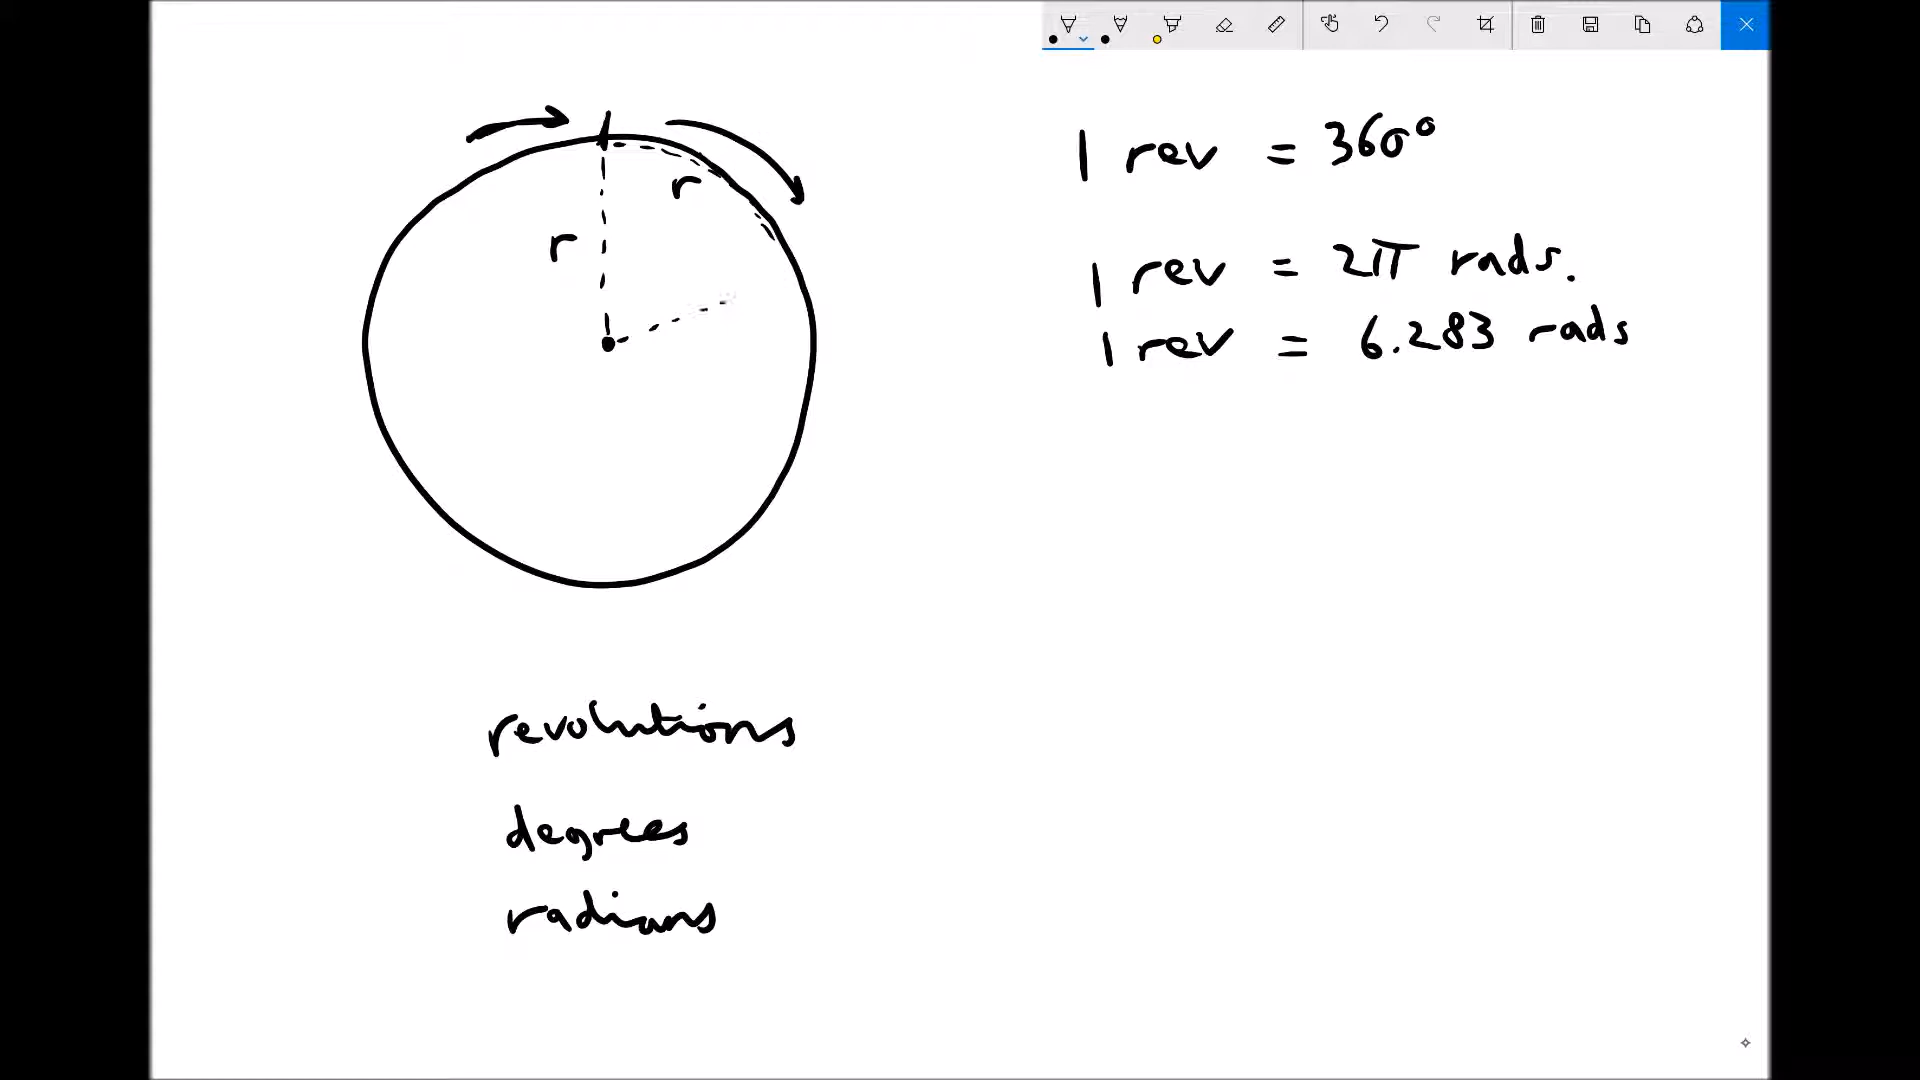 r
r
1 rev = 360°
1 rev = 2π rads.
1 rev = 6.283 rads
revolutions
degrees
radians